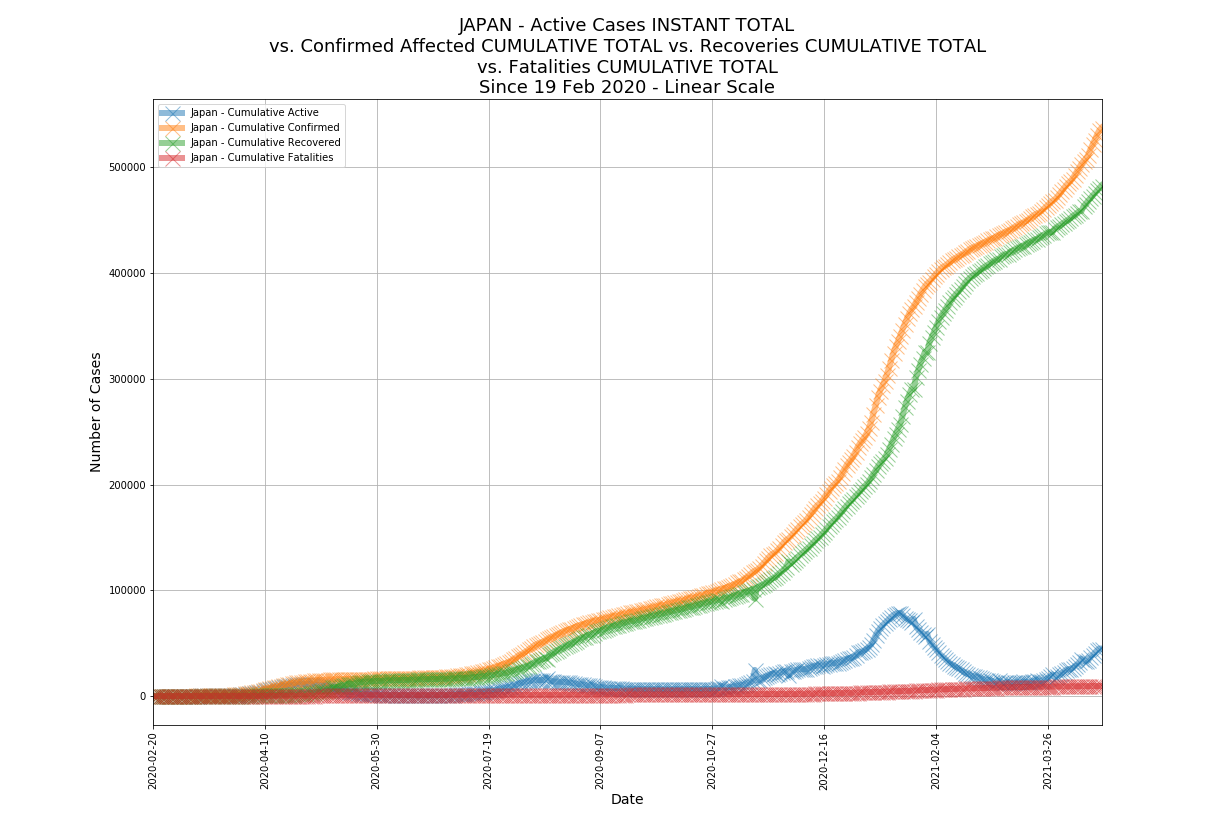 JAPAN - Active Cases INSTANT TOTAL
vs. Confirmed Affected CUMULATIVE TOTAL vs. Recoveries CUMULATIVE TOTAL
vs. Fatalities CUMULATIVE TOTAL
Since 19 Feb 2020 - Linear Scale
Japan - Cumulative Active
Japan - Cumulative Confirmed
Japan - Cumulative Recovered
Japan - Cumulative Fatalities
500000
400000
300000
200000
100000
0
Number of Cases
2020-02-20
2020-04-10
2020-05-30
2020-07-19
2020-09-07
2020-10-27
2020-12-16
2021-02-04
2021-03-26
Date